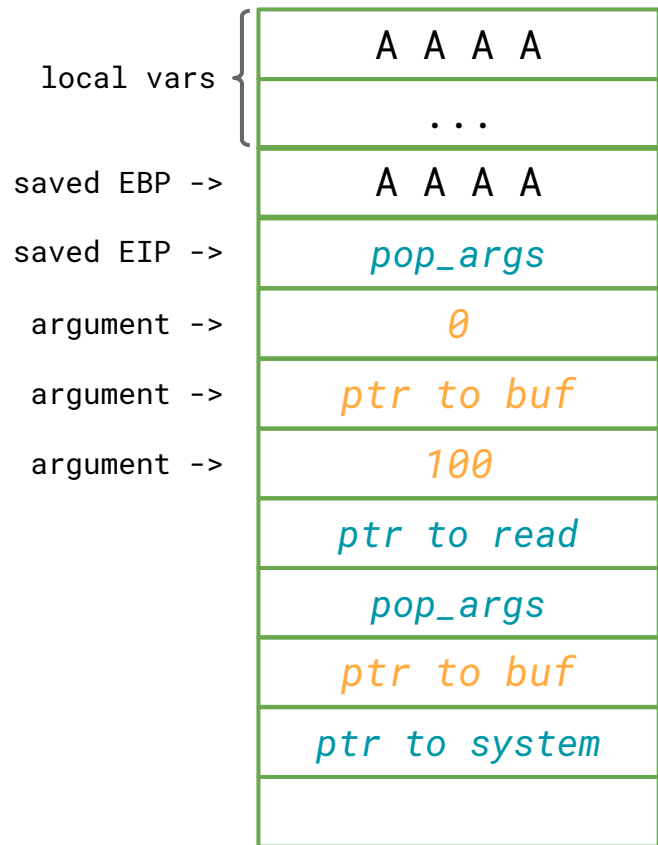 A A A A
local vars
...
saved EBP -> A A A A
saved EIP -> pop_args
argument -> 0
argument -> ptr to buf
argument -> 100
ptr to read
pop_args
ptr to buf
ptr to system